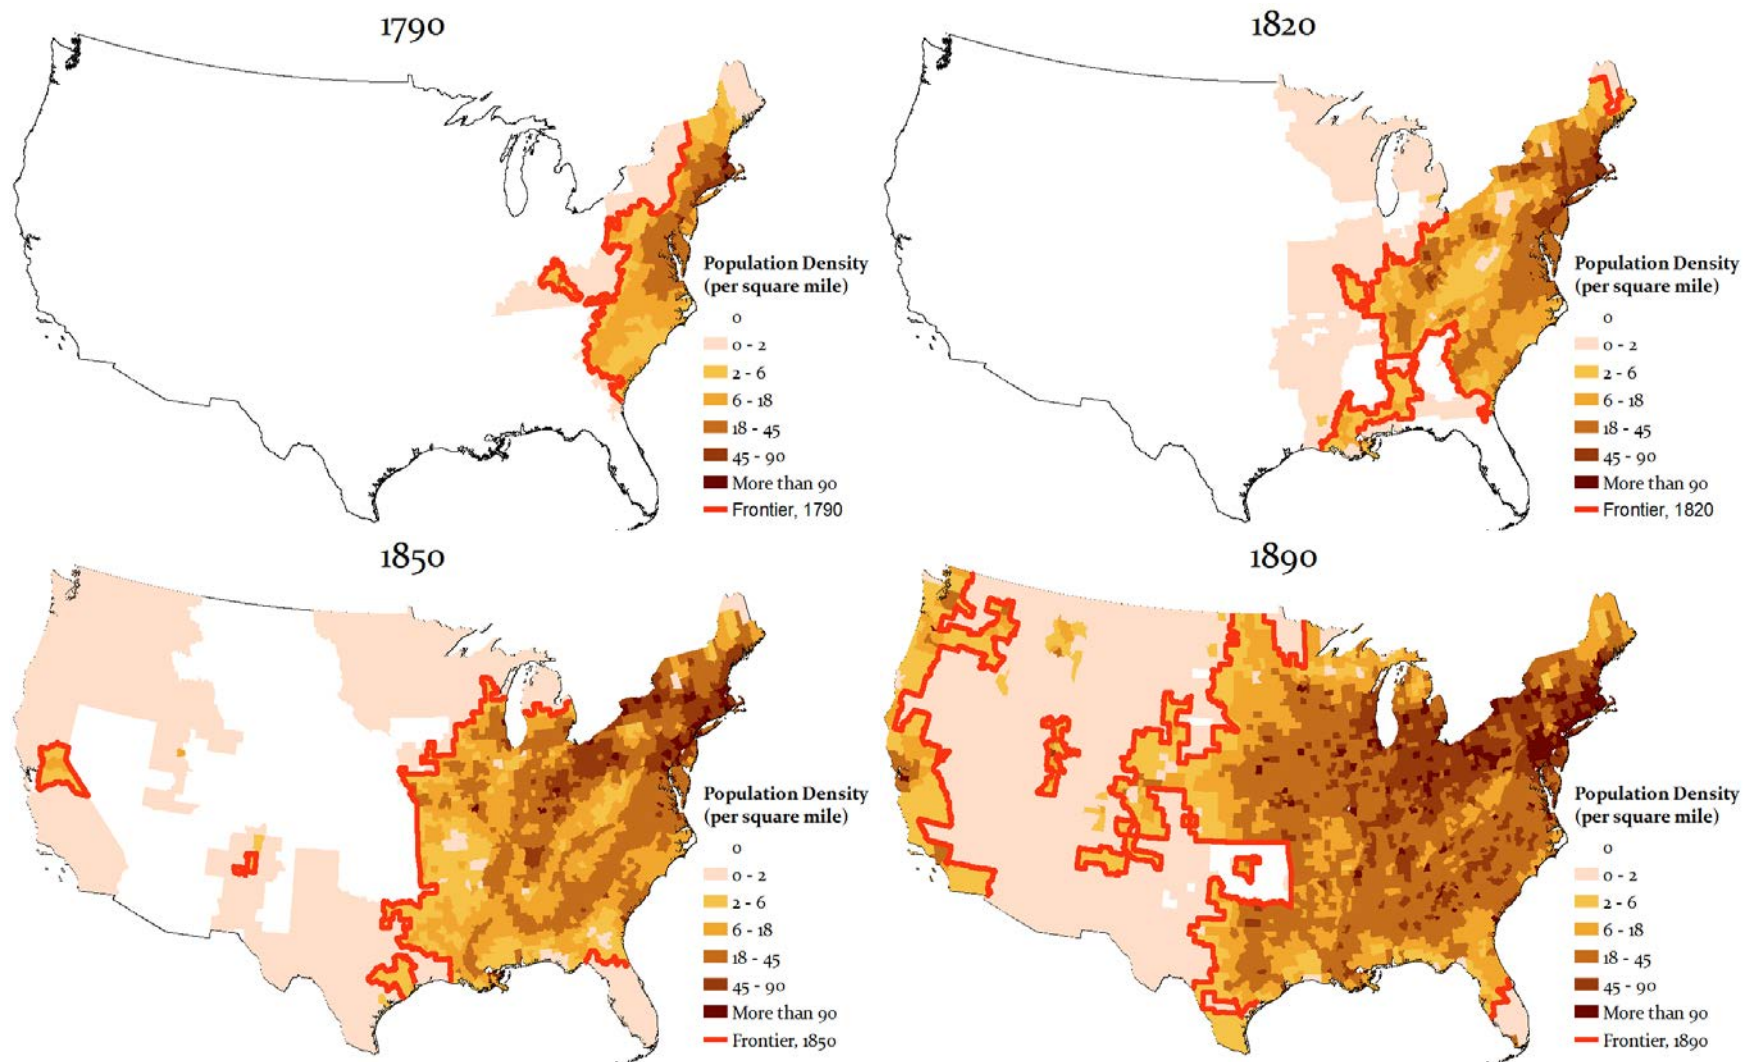 1790
Population Density
(per square mile)
0
0 - 2
2 - 6
6 - 18
18 - 45
45 - 90
More than 90
Frontier, 1790
1820
Population Density
(per square mile)
0
0 - 2
2 - 6
6 - 18
18 - 45
45 - 90
More than 90
Frontier, 1820
1850
Population Density
(per square mile)
0
0 - 2
2 - 6
6 - 18
18 - 45
45 - 90
More than 90
Frontier, 1850
1890
Population Density
(per square mile)
0
0 - 2
2 - 6
6 - 18
18 - 45
45 - 90
More than 90
Frontier, 1890